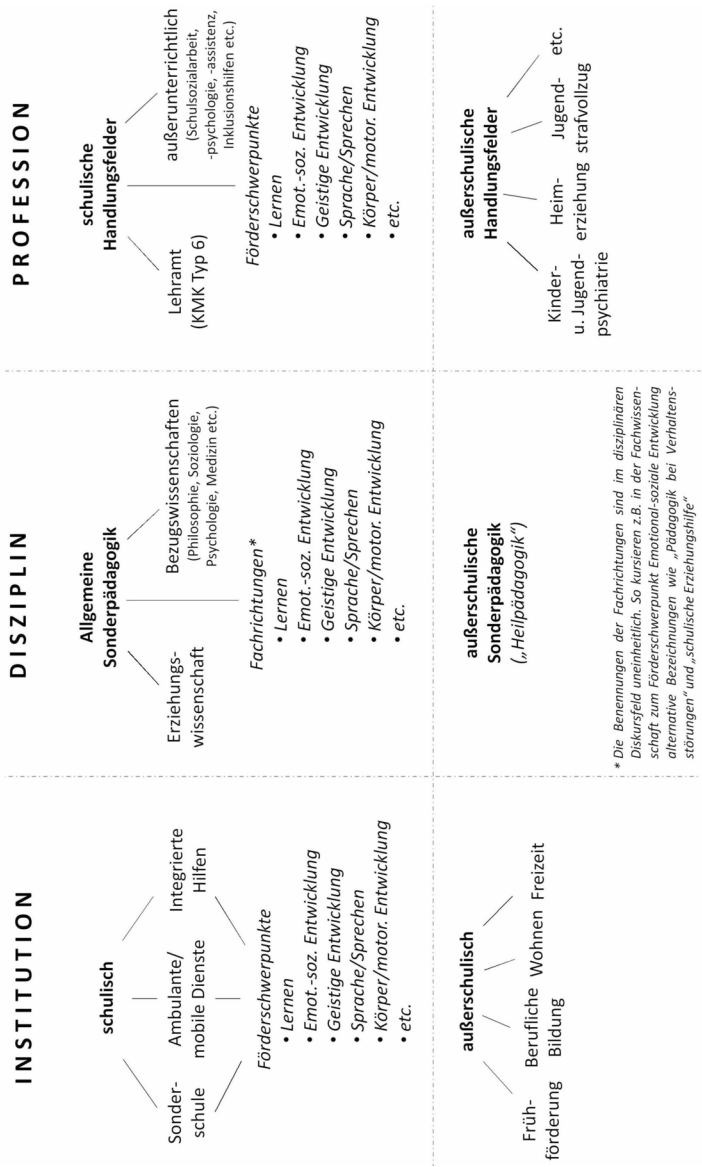 INSTITUTION
schulisch
Sonder-
schule
Ambulante/
mobile Dienste
Integrierte
Hilfen
Förderschwerpunkte
• Lernen
• Emot.-soz. Entwicklung
• Geistige Entwicklung
• Sprache/Sprechen
• Körper/motor. Entwicklung
• etc.
außerschulisch
Früh-
förderung
Berufliche
Bildung
Wohnen
Freizeit
DISZIPLIN
Allgemeine
Sonderpädagogik
Erziehungs-
wissenschaft
Bezugswissenschaften
(Philosophie, Soziologie,
Psychologie, Medizin etc.)
Fachrichtungen*
• Lernen
• Emot.-soz. Entwicklung
• Geistige Entwicklung
• Sprache/Sprechen
• Körper/motor. Entwicklung
• etc.
außerschulische
Sonderpädagogik
(„Heilpädagogik“)
* Die Benennungen der Fachrichtungen sind im disziplinären
Diskursfeld uneinheitlich. So kursieren z.B. in der Fachwissen-
schaft zum Förderschwerpunkt Emotional-soziale Entwicklung
alternative Bezeichnungen wie „Pädagogik bei Verhaltens-
störungen“ und „schulische Erziehungshilfe“
PROFESSION
schulische
Handlungsfelder
Lehramt
(KMK Typ 6)
außerunterrichtlich
(Schulsozialarbeit,
-psychologie, -assistenz,
Inklusionshilfen etc.)
Förderschwerpunkte
• Lernen
• Emot.-soz. Entwicklung
• Geistige Entwicklung
• Sprache/Sprechen
• Körper/motor. Entwicklung
• etc.
außerschulische
Handlungsfelder
Kinder-
u. Jugend-
psychiatrie
Heim-
erziehung
Jugend-
strafvollzug
etc.